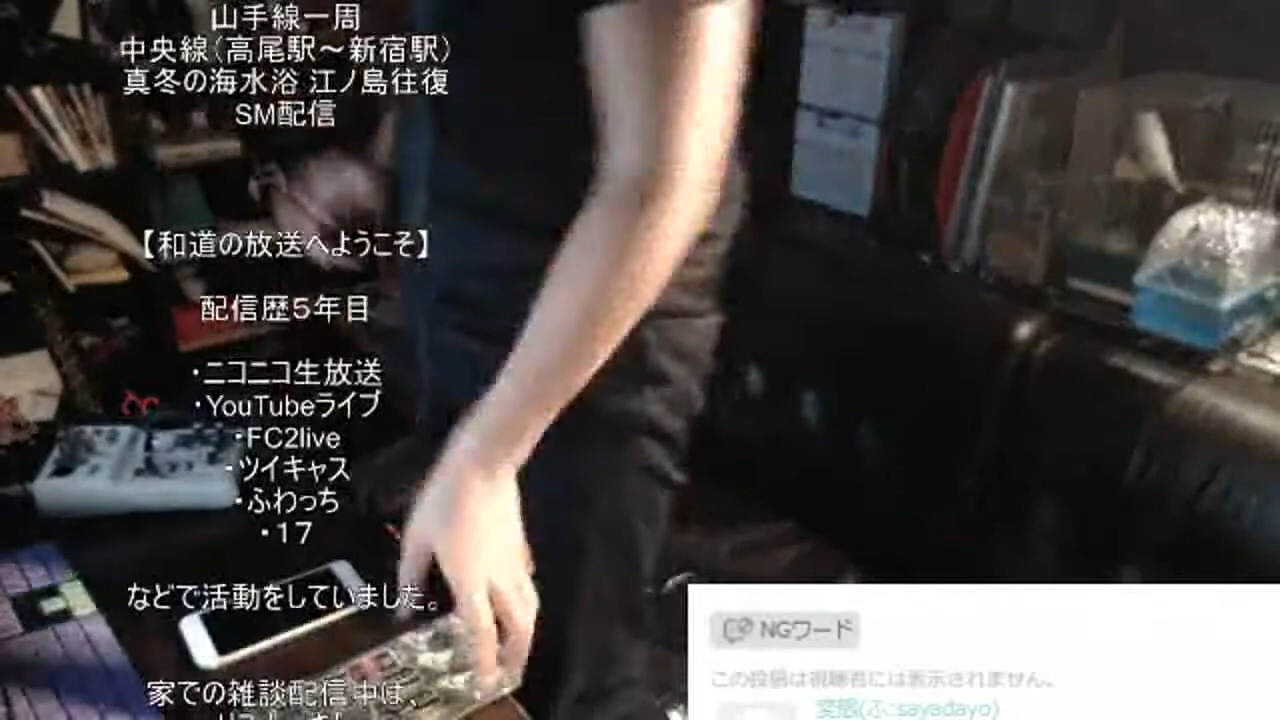 山手線一周
中央線（高尾駅～新宿駅）
真冬の海水浴 江ノ島往復
SM配信
【和道の放送へようこそ】
配信歴５年目
・ニコニコ生放送
・YouTubeライブ
・FC2live
・ツイキャス
・ふわっち
・１７
などで活動をしていました。
家での雑談配信中は、
NGワード
この投稿は視聴者には表示されません。
変態(ふ:sayadayo)